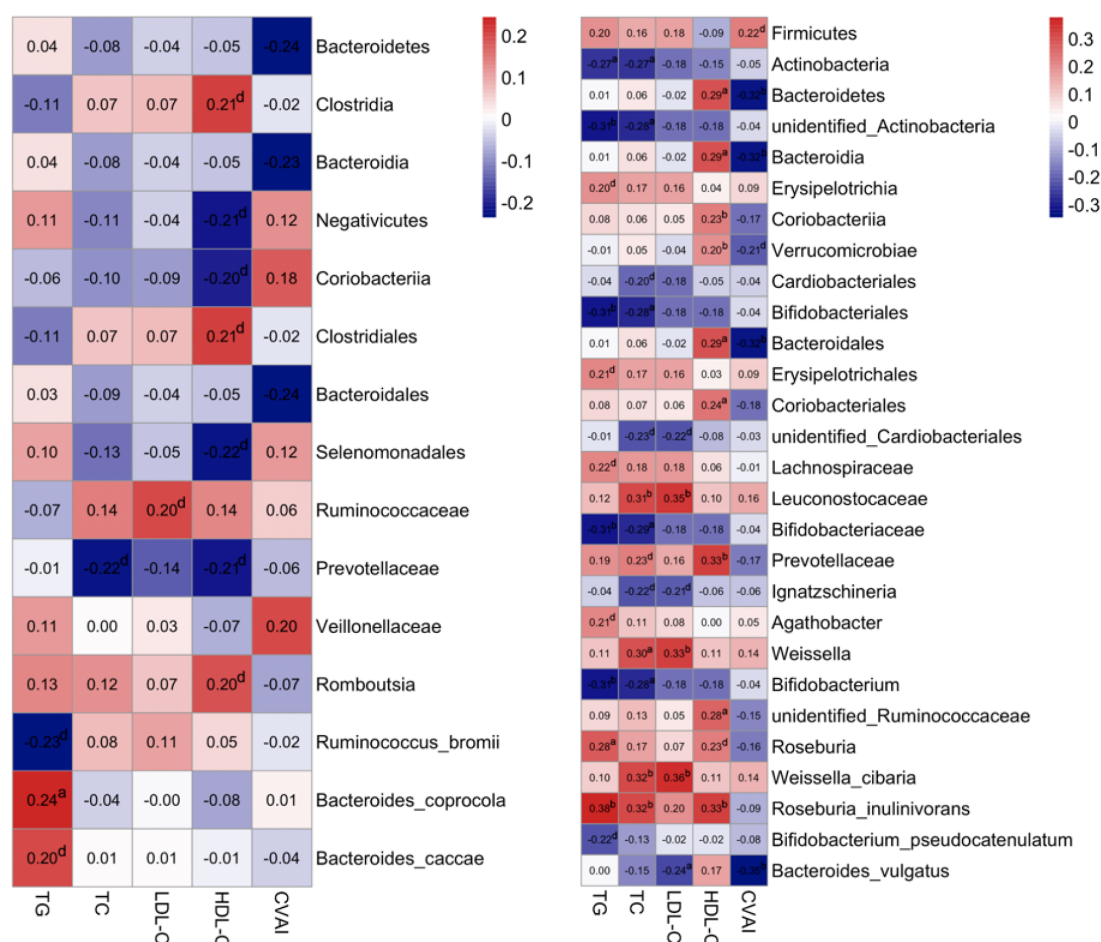 0.04 -0.08 -0.04 -0.05 -0.24 Bacteroidetes
-0.11 0.07 0.07 0.21d -0.02 Clostridia
0.04 -0.08 -0.04 -0.05 -0.23 Bacteroidia
0.11 -0.11 -0.04 -0.21d 0.12 Negativicutes
-0.06 -0.10 -0.09 -0.20d 0.18 Coriobacteriia
-0.11 0.07 0.07 0.21d -0.02 Clostridiales
0.03 -0.09 -0.04 -0.05 -0.24 Bacteroidales
0.10 -0.13 -0.05 -0.22d 0.12 Selenomonadales
-0.07 0.14 0.20d 0.14 0.06 Ruminococcaceae
-0.01 -0.22d -0.14 -0.21d -0.06 Prevotellaceae
0.11 0.00 0.03 -0.07 0.20 Veillonellaceae
0.13 0.12 0.07 0.20d -0.07 Romboutsia
-0.23d 0.08 0.11 0.05 -0.02 Ruminococcus_bromii
0.24a -0.04 -0.00 -0.08 0.01 Bacteroides_coprocola
0.20d 0.01 0.01 -0.01 -0.04 Bacteroides_caccae
TG TC LDL-C HDL-C CVAI
0.2
0.1
0
-0.1
-0.2
0.20 0.16 0.18 -0.09 0.22d Firmicutes
-0.27a -0.27a -0.18 -0.15 -0.05 Actinobacteria
0.01 0.06 -0.02 0.29a -0.32b Bacteroidetes
-0.31b -0.28a -0.18 -0.18 -0.04 unidentified_Actinobacteria
0.01 0.06 -0.02 0.29a -0.32b Bacteroidia
0.20d 0.17 0.16 0.04 0.09 Erysipelotrichia
0.08 0.06 0.05 0.23b -0.17 Coriobacteriia
-0.01 0.05 -0.04 0.20b -0.21d Verrucomicrobiae
-0.04 -0.20d -0.18 -0.05 -0.04 Cardiobacteriales
-0.31b -0.28a -0.18 -0.18 -0.04 Bifidobacteriales
0.01 0.06 -0.02 0.29a -0.32b Bacteroidales
0.21d 0.17 0.16 0.03 0.09 Erysipelotrichales
0.08 0.07 0.06 0.24a -0.18 Coriobacteriales
-0.01 -0.23d -0.22d -0.08 -0.03 unidentified_Cardiobacteriales
0.22d 0.18 0.18 0.06 -0.01 Lachnospiraceae
0.12 0.31b 0.35b 0.10 0.16 Leuconostocaceae
-0.31b -0.29a -0.18 -0.18 -0.04 Bifidobacteriaceae
0.19 0.23d 0.16 0.33b -0.17 Prevotellaceae
-0.04 -0.22d -0.21d -0.06 -0.06 Ignatzschineria
0.21d 0.11 0.08 0.00 0.05 Agathobacter
0.11 0.30a 0.33b 0.11 0.14 Weissella
-0.31b -0.28a -0.18 -0.18 -0.04 Bifidobacterium
0.09 0.13 0.05 0.28a -0.15 unidentified_Ruminococcaceae
0.28a 0.17 0.07 0.23d -0.16 Roseburia
0.10 0.32b 0.36b 0.11 0.14 Weissella_cibaria
0.38b 0.32b 0.20 0.33b -0.09 Roseburia_inulinivorans
-0.22d -0.13 -0.02 -0.02 -0.08 Bifidobacterium_pseudocatenulatum
0.00 -0.15 -0.24a 0.17 -0.35b Bacteroides_vulgatus
TG TC LDL-C HDL-C CVAI
0.3
0.2
0.1
0
-0.1
-0.2
-0.3